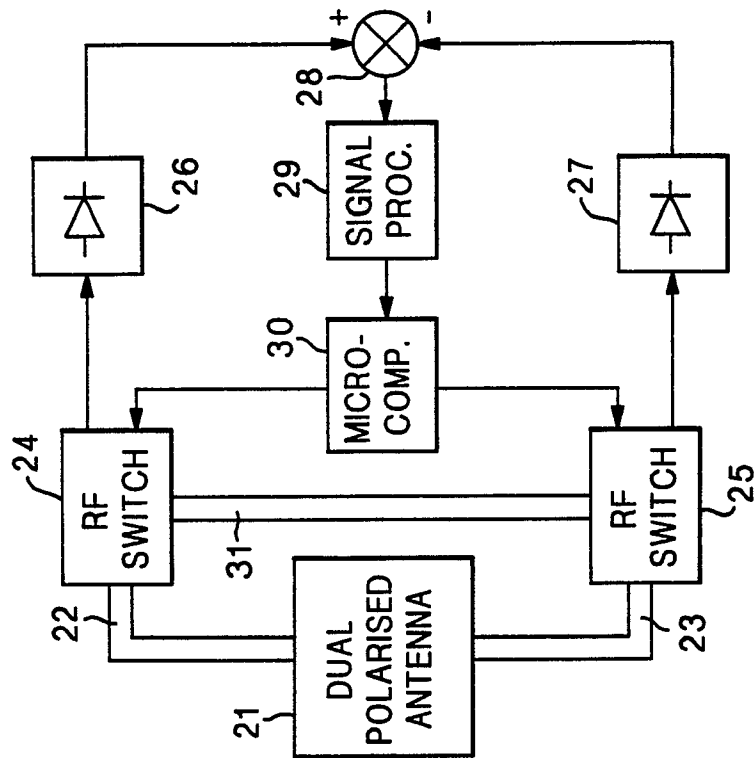 24
RF
SWITCH
22
26
+
31
30
MICRO-
COMP.
29
SIGNAL
PROC.
28
-
21
DUAL
POLARISED
ANTENNA
RF
SWITCH
25
23
27